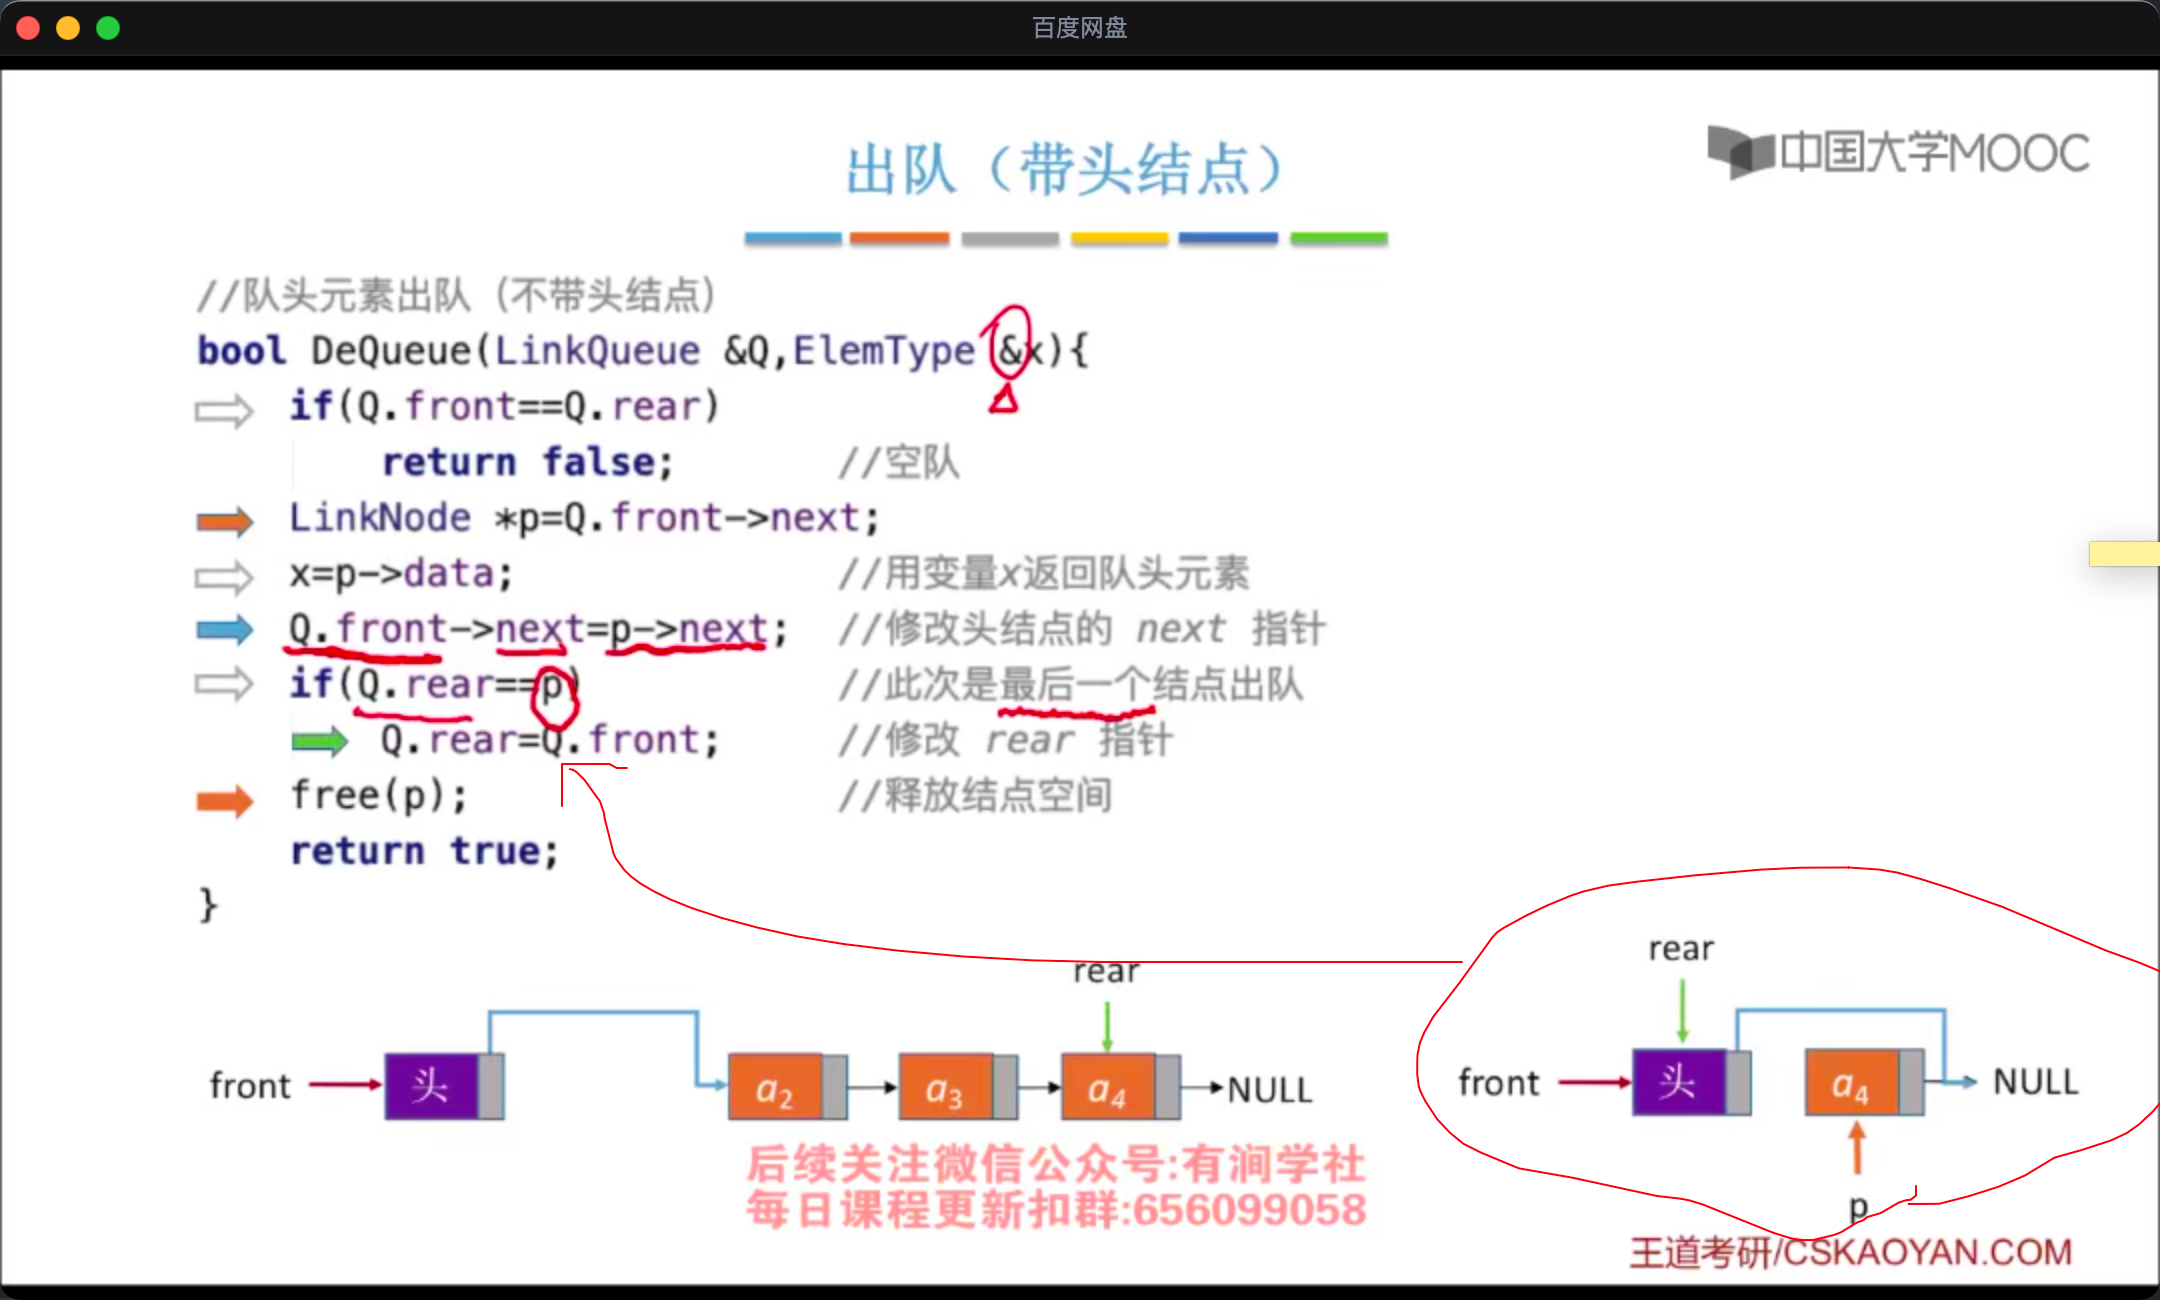 百度网盘
中国大学MOOC
出队（带头结点）
//队头元素出队（不带头结点）
bool DeQueue(LinkQueue &Q,ElemType &x){
if(Q.front==Q.rear)
return false; //空队
LinkNode *p=Q.front->next;
x=p->data; //用变量x返回队头元素
Q.front->next=p->next; //修改头结点的 next 指针
if(Q.rear==p) //此次是最后一个结点出队
Q.rear=Q.front; //修改 rear 指针
free(p); //释放结点空间
return true;
}
rear
front 头 a2 a3 a4 NULL
rear
front 头 a4 NULL
p
后续关注微信公众号:有涧学社
每日课程更新扣群:656099058
王道考研/CSKAOYAN.COM